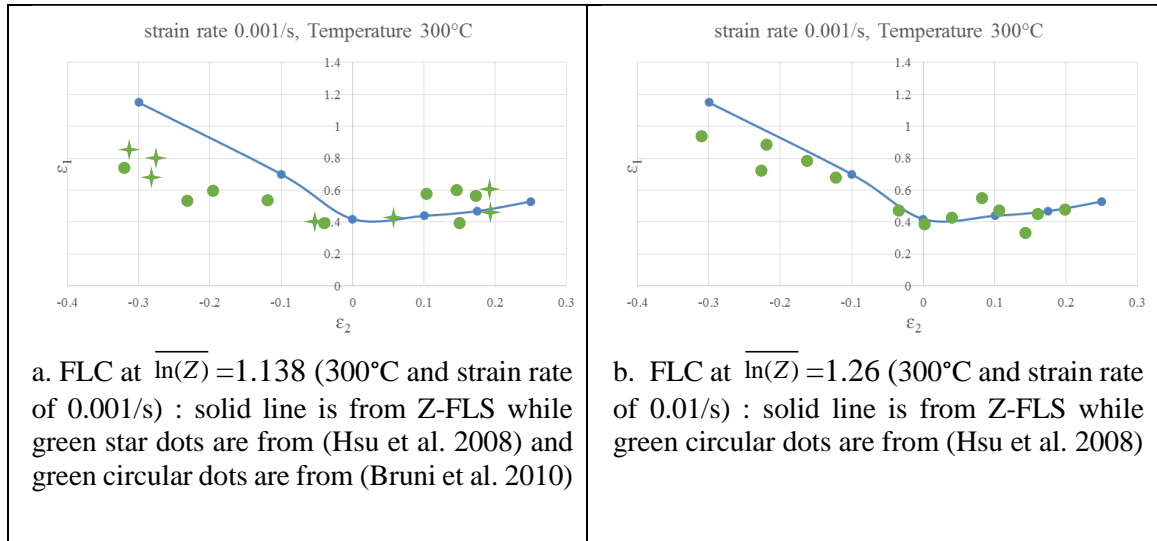 strain rate 0.001/s, Temperature 300°C
1.4
1.2
1
0.8
0.6
0.4
0.2
0
-0.4 -0.3 -0.2 -0.1 0 0.1 0.2 0.3
ε1
ε2
a. FLC at ln(Z) =1.138 (300°C and strain rate
of 0.001/s) : solid line is from Z-FLS while
green star dots are from (Hsu et al. 2008) and
green circular dots are from (Bruni et al. 2010)
strain rate 0.001/s, Temperature 300°C
1.4
1.2
1
0.8
0.6
0.4
0.2
0
-0.4 -0.3 -0.2 -0.1 0 0.1 0.2 0.3
ε1
ε2
b. FLC at ln(Z) =1.26 (300°C and strain rate
of 0.01/s) : solid line is from Z-FLS while
green circular dots are from (Hsu et al. 2008)